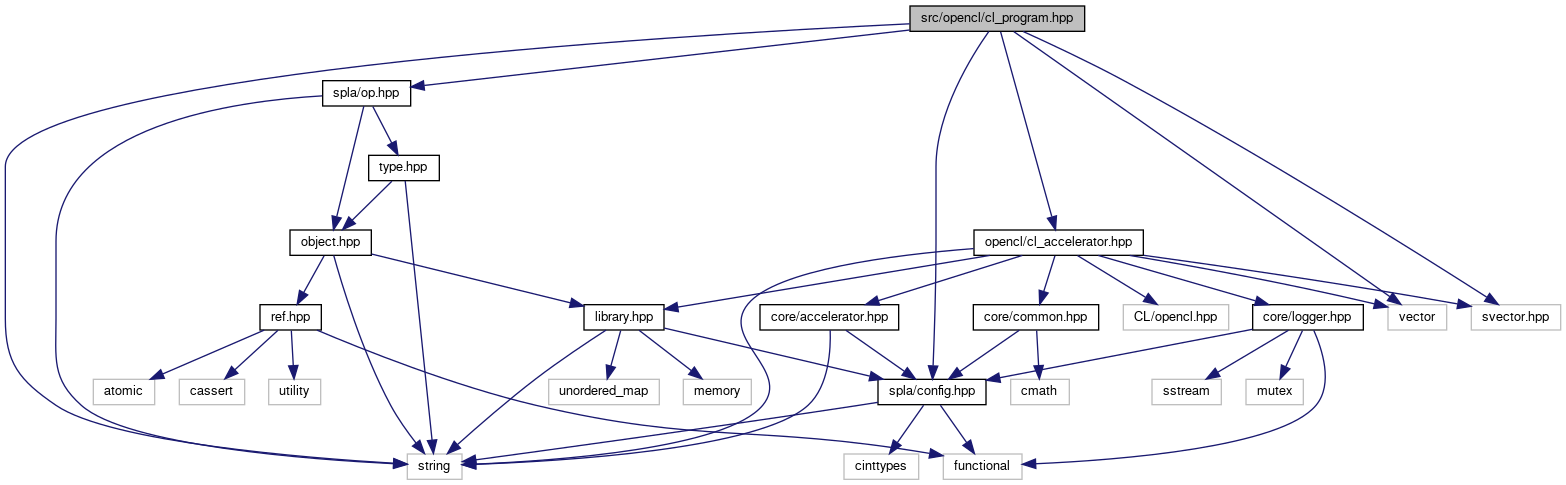 src/opencl/cl_program.hpp
spla/op.hpp
type.hpp
object.hpp
opencl/cl_accelerator.hpp
ref.hpp
library.hpp
core/accelerator.hpp
core/common.hpp
CL/opencl.hpp
core/logger.hpp
vector
svector.hpp
atomic
cassert
utility
unordered_map
memory
spla/config.hpp
cmath
sstream
mutex
string
cinttypes
functional